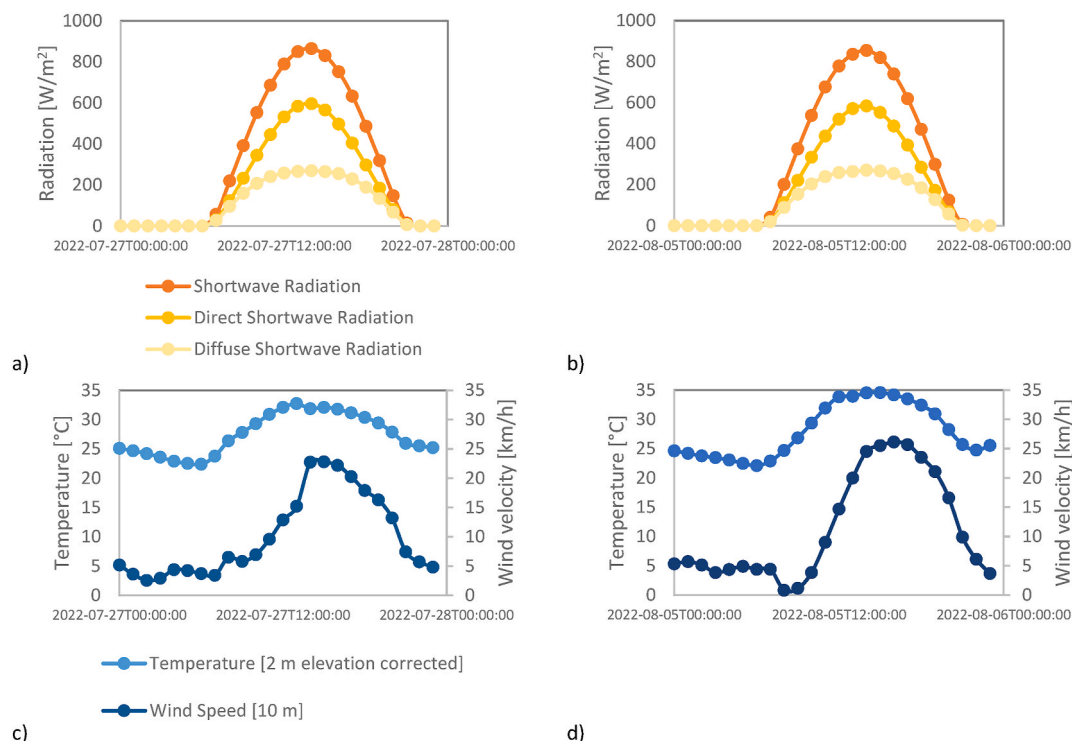 1000
800
600
400
200
0
Radiation [W/m²]
2022-07-27T00:00:00
2022-07-27T12:00:00
2022-07-28T00:00:00
Shortwave Radiation
Direct Shortwave Radiation
Diffuse Shortwave Radiation
a)
1000
800
600
400
200
0
Radiation [W/m²]
2022-08-05T00:00:00
2022-08-05T12:00:00
2022-08-06T00:00:00
b)
35
30
25
20
15
10
5
0
Temperature [°C]
35
30
25
20
15
10
5
0
Wind velocity [km/h]
2022-07-27T00:00:00
2022-07-27T12:00:00
2022-07-28T00:00:00
Temperature [2 m elevation corrected]
Wind Speed [10 m]
c)
35
30
25
20
15
10
5
0
Temperature [°C]
35
30
25
20
15
10
5
0
Wind velocity [km/h]
2022-08-05T00:00:00
2022-08-05T12:00:00
2022-08-06T00:00:00
d)